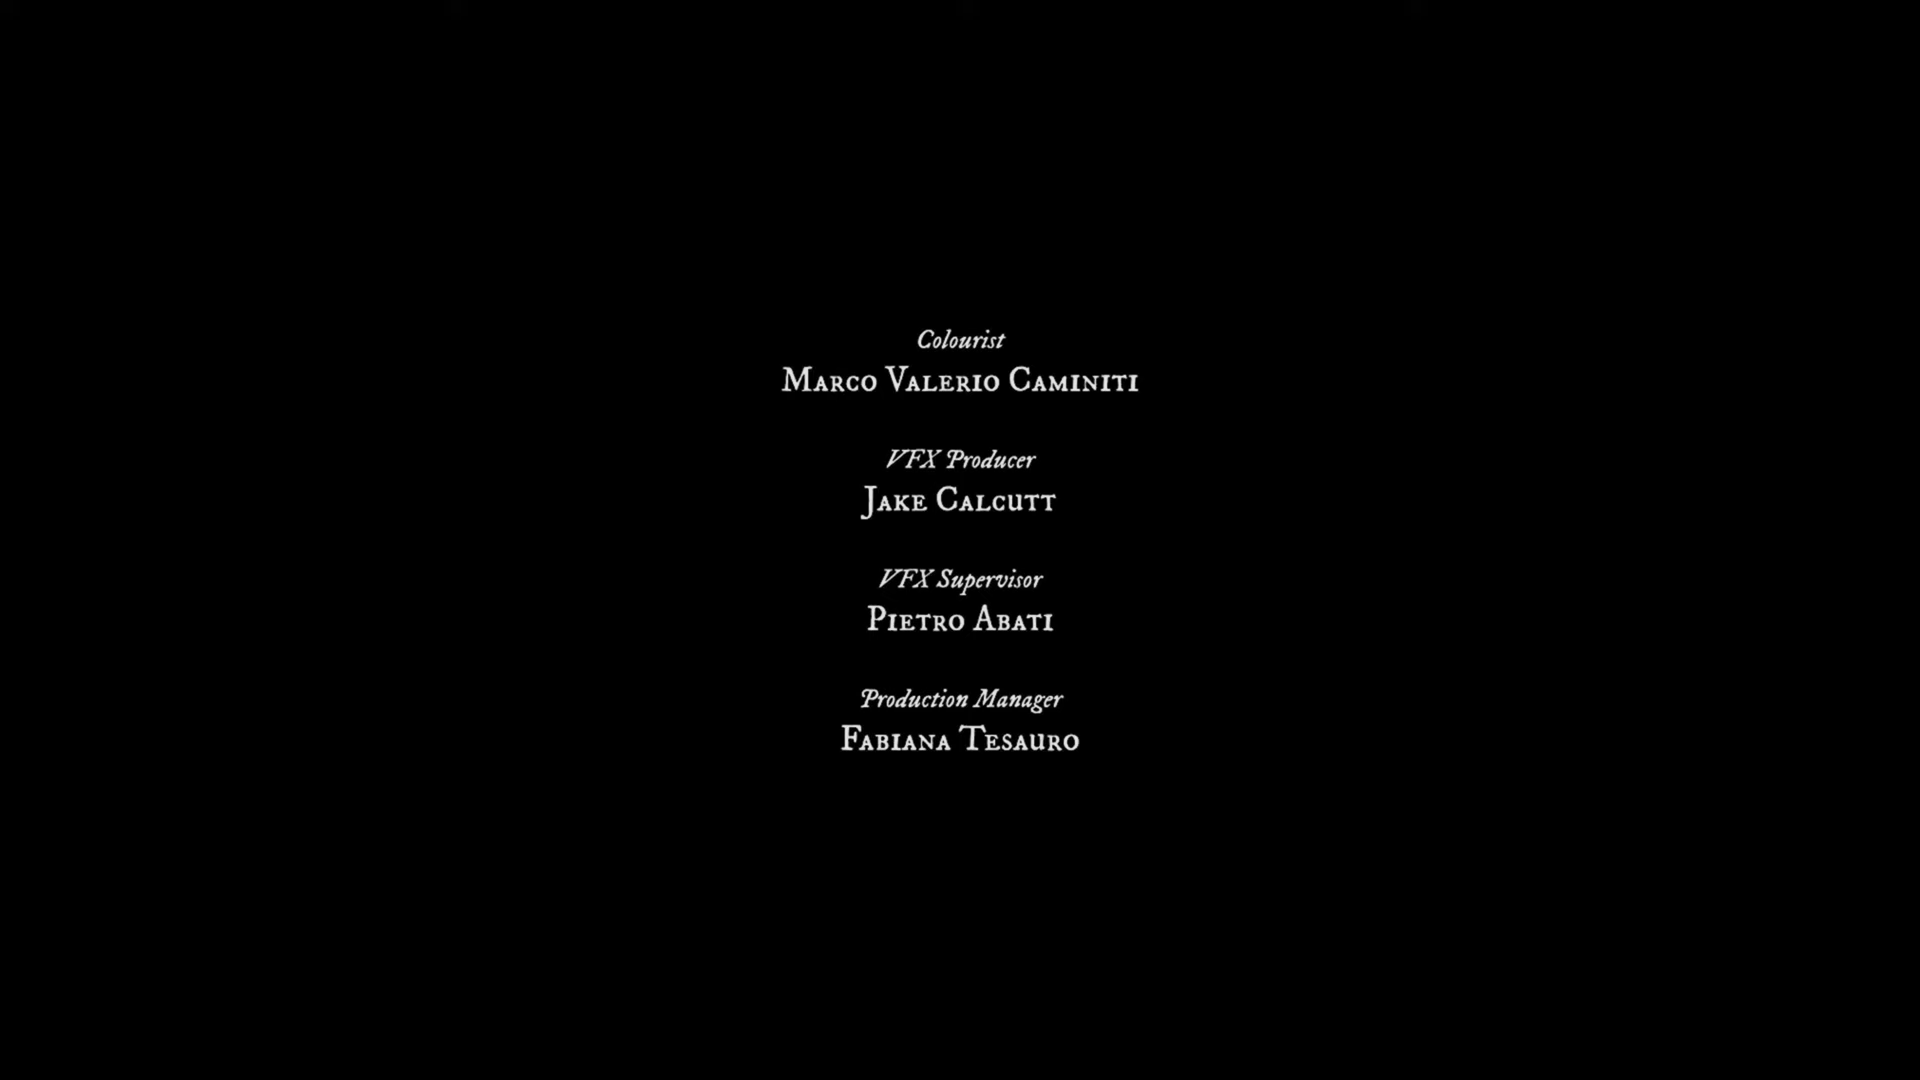 Colourist
Marco Valerio Caminiti
VFX Producer
Jake Calcutt
VFX Supervisor
Pietro Abati
Production Manager
Fabiana Tesauro